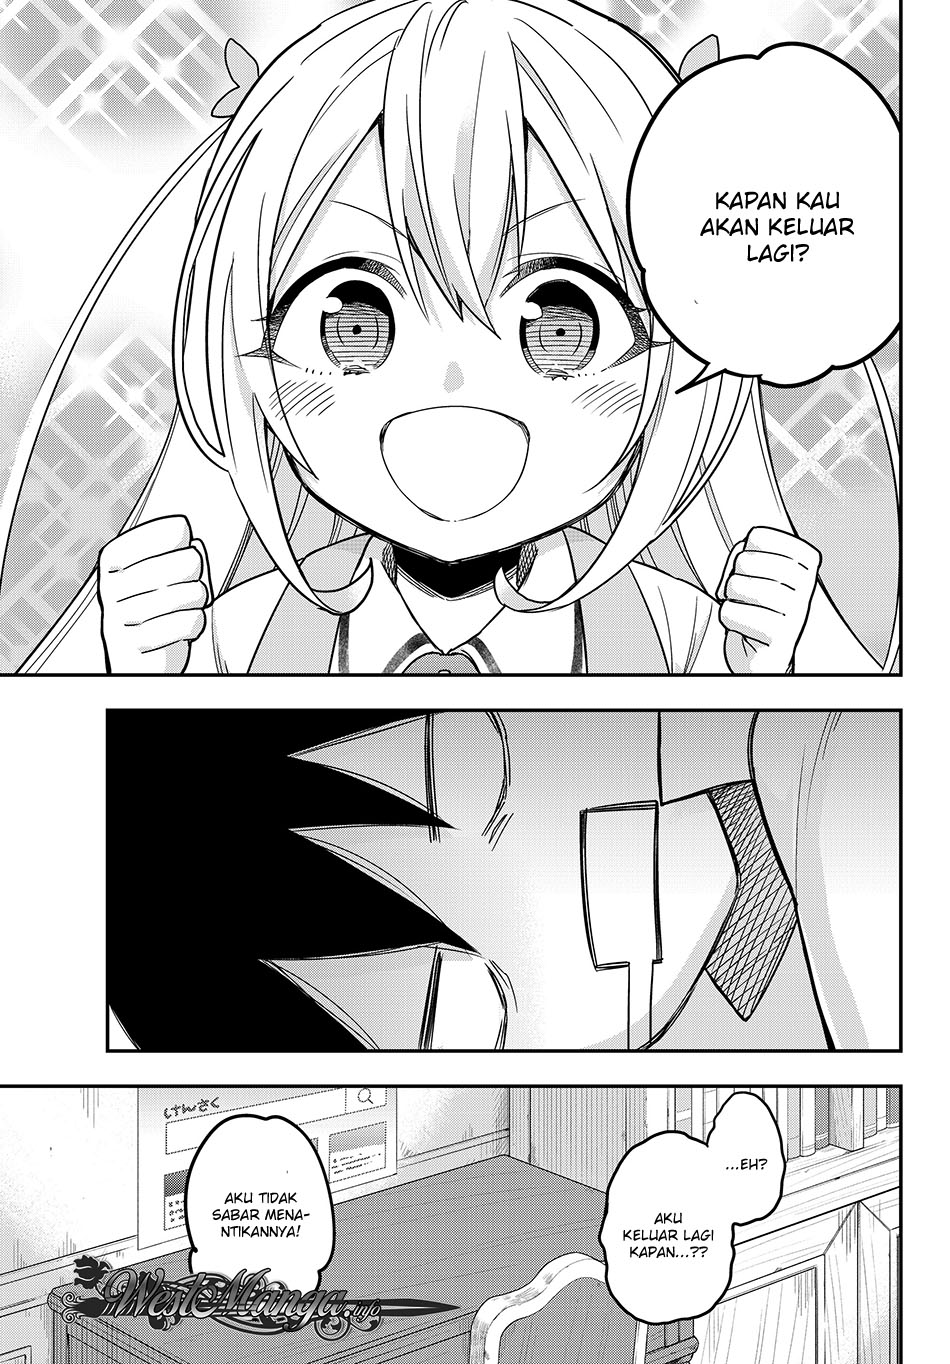 KAPAN KAU
AKAN KELUAR
LAGI?
けんさく
...EH?
AKU
KELUAR LAGI
KAPAN...??
AKU TIDAK
SABAR MENA-
NTIKANNYA!
WestManga.info